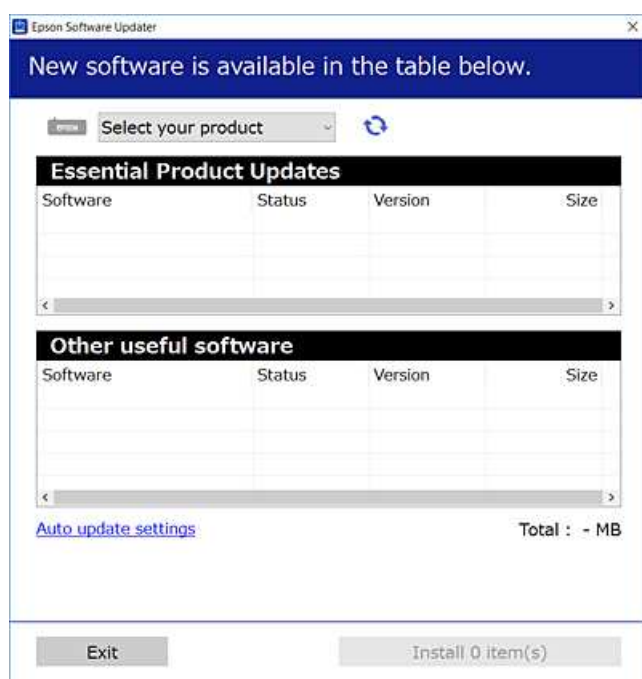 Epson Software Updater
New software is available in the table below.
EPSON Select your product
Essential Product Updates
Software Status Version Size
Other useful software
Software Status Version Size
Auto update settings Total : - MB
Exit Install 0 item(s)